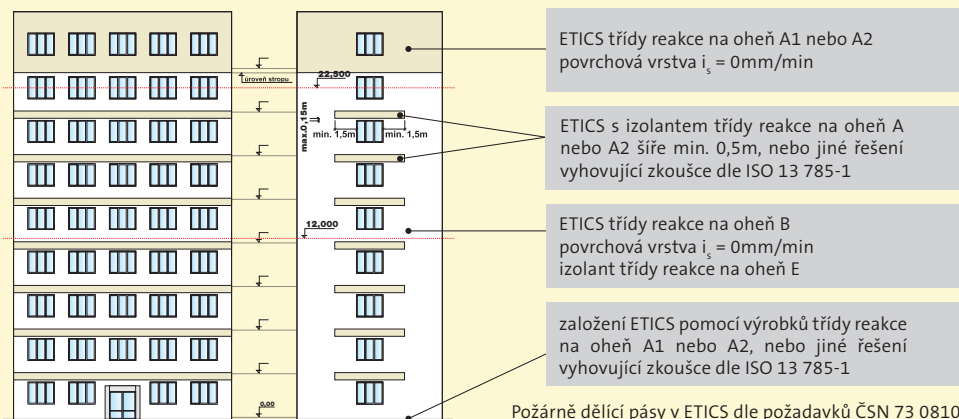 ETICS třídy reakce na oheň A1 nebo A2
povrchová vrstva iₛ = 0mm/min
úroveň stropu
22,500
max.0,15m
min. 1,5m
min. 1,5m
ETICS s izolantem třídy reakce na oheň A
nebo A2 šíře min. 0,5m, nebo jiné řešení
vyhovující zkoušce dle ISO 13 785-1
12,000
ETICS třídy reakce na oheň B
povrchová vrstva iₛ = 0mm/min
izolant třídy reakce na oheň E
založení ETICS pomocí výrobků třídy reakce
na oheň A1 nebo A2, nebo jiné řešení
vyhovující zkoušce dle ISO 13 785-1
0,00
Požárně dělící pásy v ETICS dle požadavků ČSN 73 0810